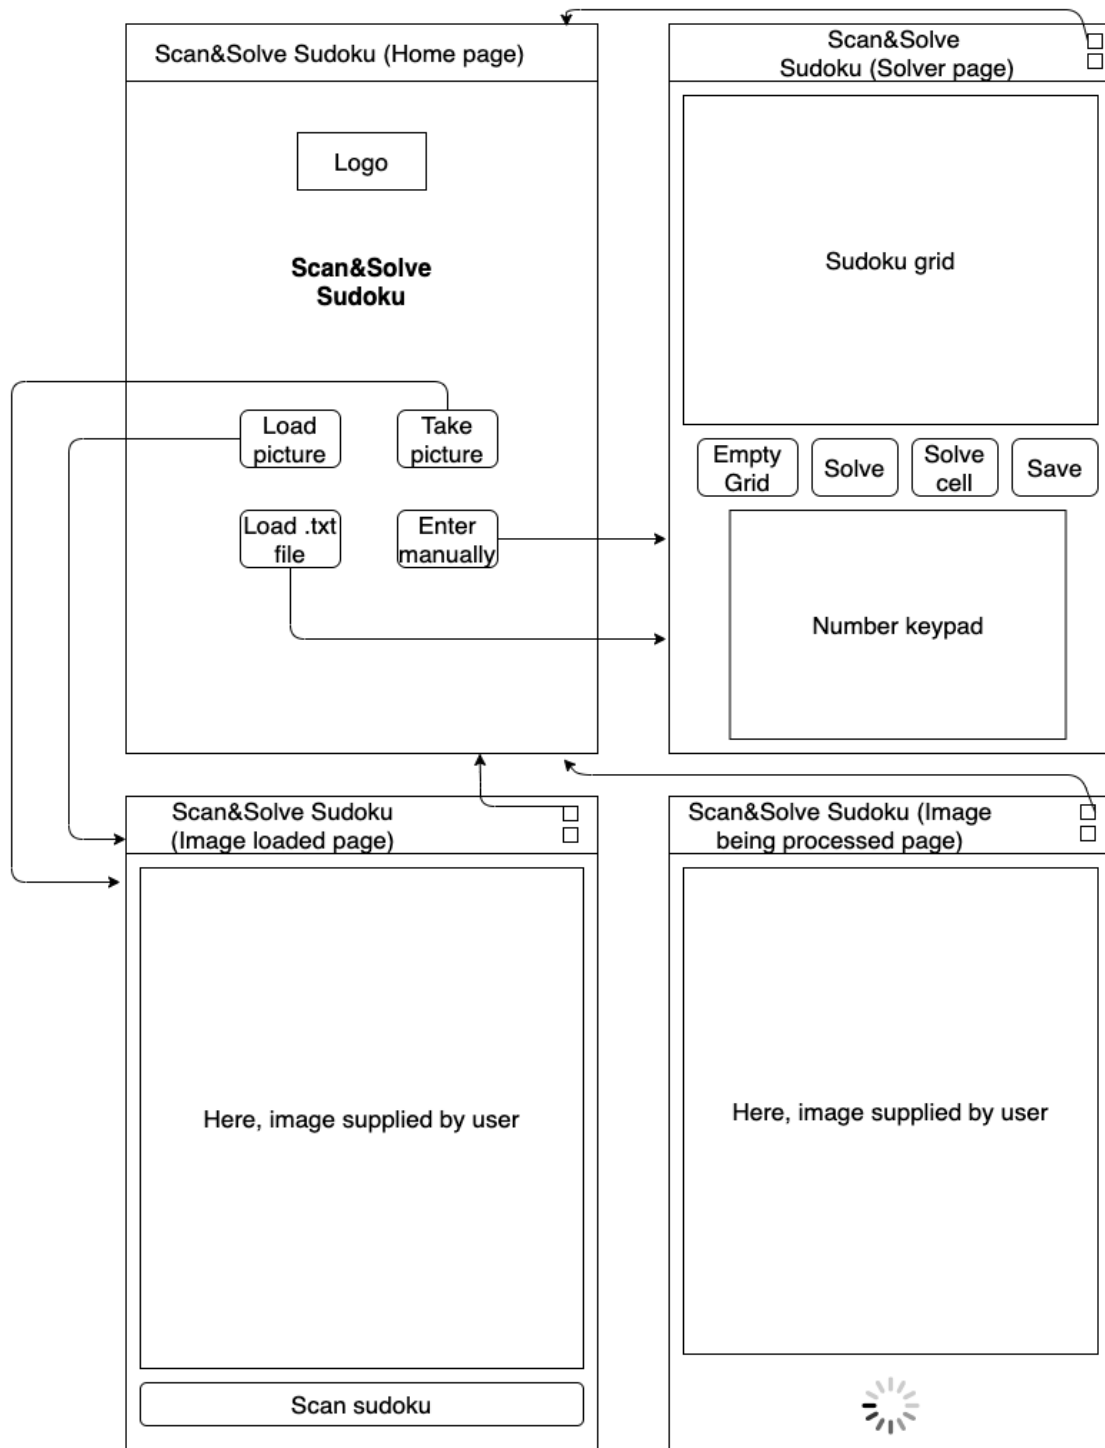 Scan&Solve Sudoku (Home page)
Logo
Scan&Solve
Sudoku
Load
picture
Take
picture
Load .txt
file
Enter
manually
Scan&Solve
Sudoku (Solver page)
Sudoku grid
Empty
Grid
Solve
Solve
cell
Save
Number keypad
Scan&Solve Sudoku
(Image loaded page)
Here, image supplied by user
Scan sudoku
Scan&Solve Sudoku (Image
being processed page)
Here, image supplied by user